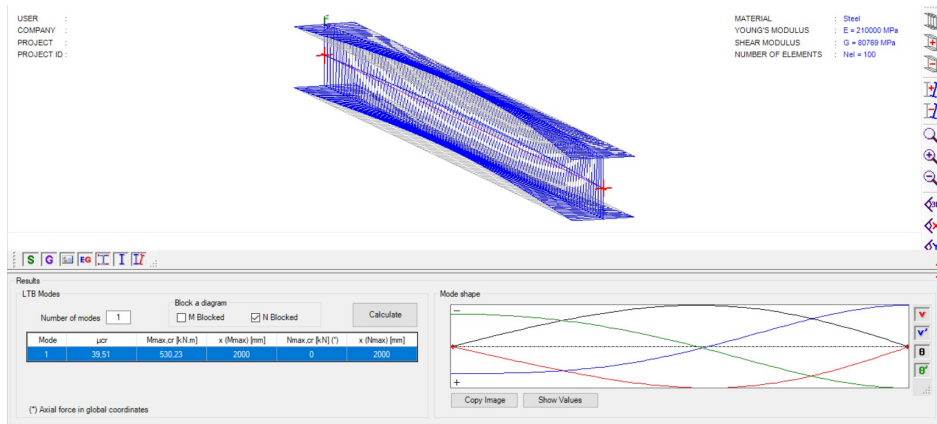 USER :
COMPANY :
PROJECT :
PROJECT ID :
MATERIAL : Steel
YOUNG'S MODULUS : E = 210000 MPa
SHEAR MODULUS : G = 80769 MPa
NUMBER OF ELEMENTS : Nel = 100
z
S G EG
Results
LTB Modes
Number of modes 1
Block a diagram
M Blocked N Blocked
Calculate
Mode µcr Mmax,cr [kN.m] x (Mmax) [mm] Nmax,cr [kN] (*) x (Nmax) [mm]
1 39,51 530,23 2000 0 2000
(*) Axial force in global coordinates
Mode shape
−
+
v
v'
θ
θ'
Copy Image Show Values